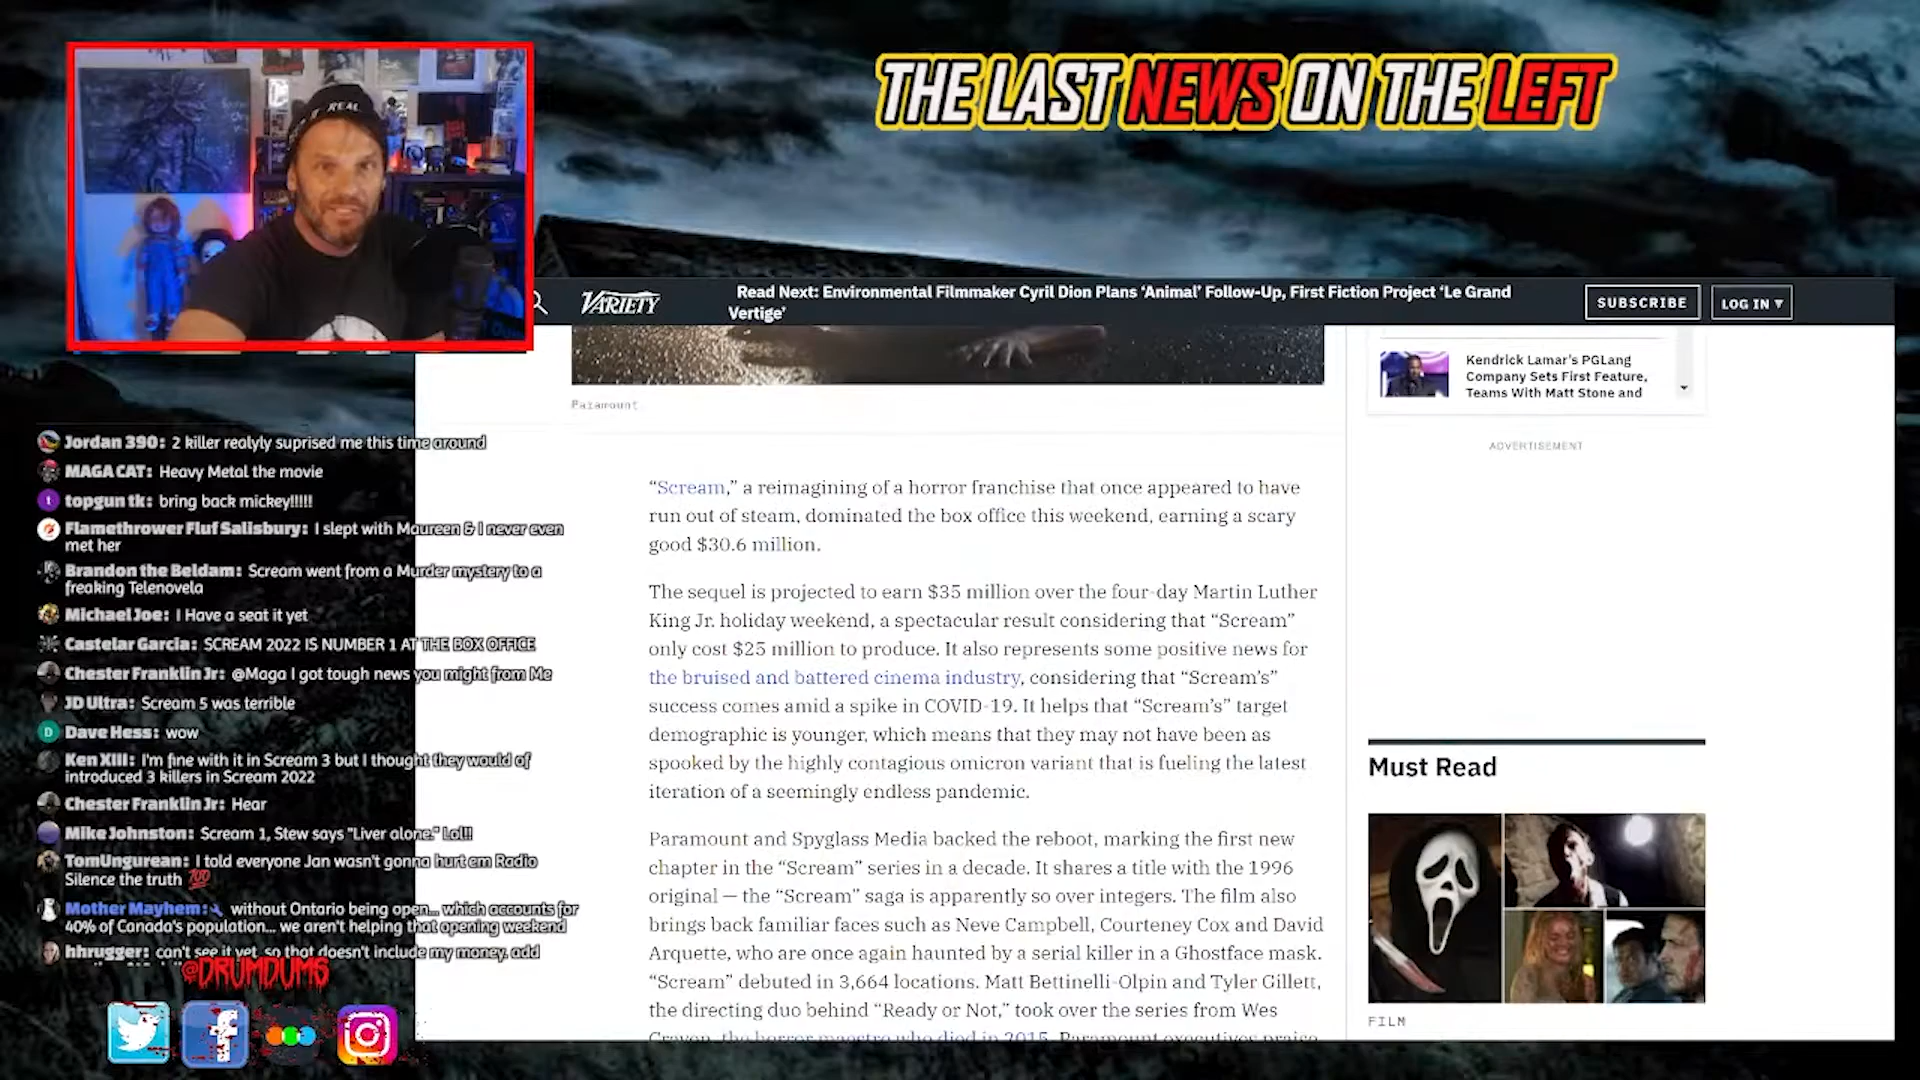 THE LAST NEWS ON THE LEFT
REAL
VARIETY
Read Next: Environmental Filmmaker Cyril Dion Plans ‘Animal’ Follow-Up, First Fiction Project ‘Le Grand
Vertige’
SUBSCRIBE
LOG IN ▾
Kendrick Lamar’s PGLang
Company Sets First Feature,
Teams With Matt Stone and
Paramount
ADVERTISEMENT
“Scream,” a reimagining of a horror franchise that once appeared to have
run out of steam, dominated the box office this weekend, earning a scary
good $30.6 million.
The sequel is projected to earn $35 million over the four-day Martin Luther
King Jr. holiday weekend, a spectacular result considering that “Scream”
only cost $25 million to produce. It also represents some positive news for
the bruised and battered cinema industry, considering that “Scream’s”
success comes amid a spike in COVID-19. It helps that “Scream’s” target
demographic is younger, which means that they may not have been as
spooked by the highly contagious omicron variant that is fueling the latest
iteration of a seemingly endless pandemic.
Paramount and Spyglass Media backed the reboot, marking the first new
chapter in the “Scream” series in a decade. It shares a title with the 1996
original — the “Scream” saga is apparently so over integers. The film also
brings back familiar faces such as Neve Campbell, Courteney Cox and David
Arquette, who are once again haunted by a serial killer in a Ghostface mask.
“Scream” debuted in 3,664 locations. Matt Bettinelli-Olpin and Tyler Gillett,
the directing duo behind “Ready or Not,” took over the series from Wes
Craven, the horror maestro who died in 2015. Paramount executives praise
Must Read
FILM
Jordan 390: 2 killer realyly suprised me this time around
MAGA CAT: Heavy Metal the movie
topgun tk: bring back mickey!!!!!
Flamethrower Fluf Salisbury: I slept with Maureen & I never even
met her
Brandon the Beldam: Scream went from a Murder mystery to a
freaking Telenovela
Michael Joe: I Have a seat it yet
Castelar Garcia: SCREAM 2022 IS NUMBER 1 AT THE BOX OFFICE
Chester Franklin Jr: @Maga I got tough news you might from Me
JD Ultra: Scream 5 was terrible
D Dave Hess: wow
Ken XIII: I'm fine with it in Scream 3 but I thought they would of
introduced 3 killers in Scream 2022
Chester Franklin Jr: Hear
Mike Johnston: Scream 1, Stew says "Liver alone." Lol!!
TomUngurean: I told everyone Jan wasn't gonna hurt em Radio
Silence the truth 💯
Mother Mayhem: without Ontario being open... which accounts for
40% of Canada's population... we aren't helping that opening weekend
hhrugger: can't see it yet, so that doesn't include my money. add
@DRUMDUMS